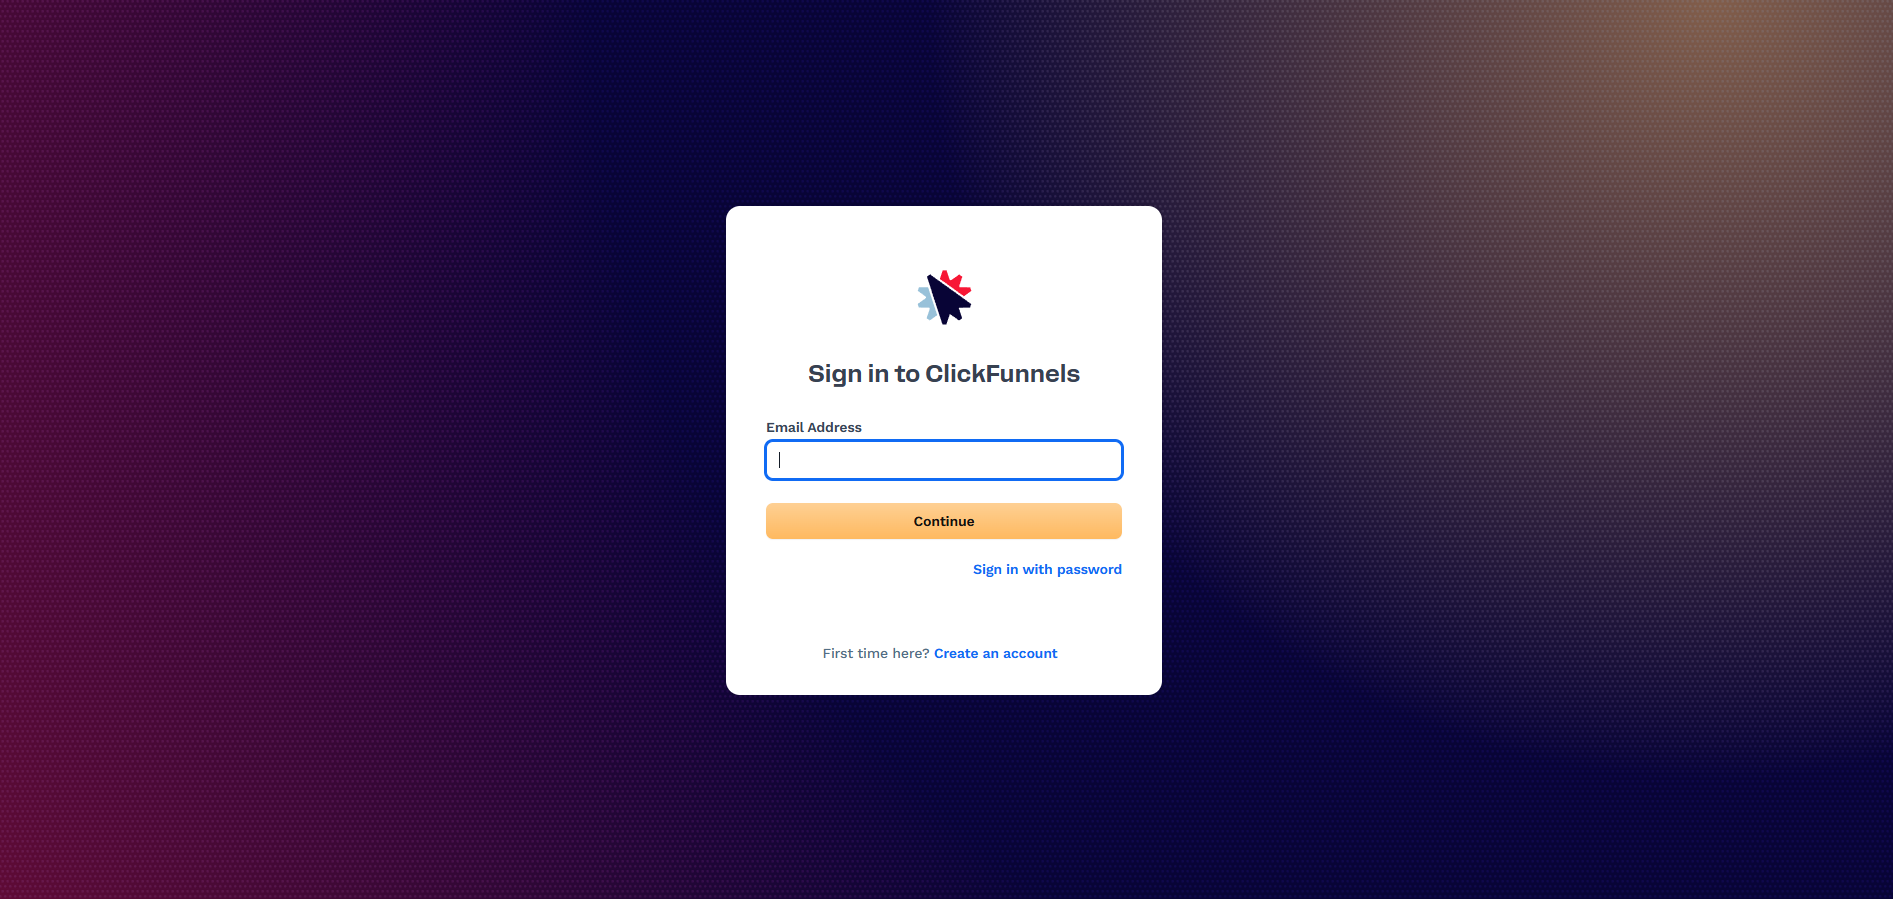 Sign in to ClickFunnels
Email Address
Continue
Sign in with password
First time here? Create an account